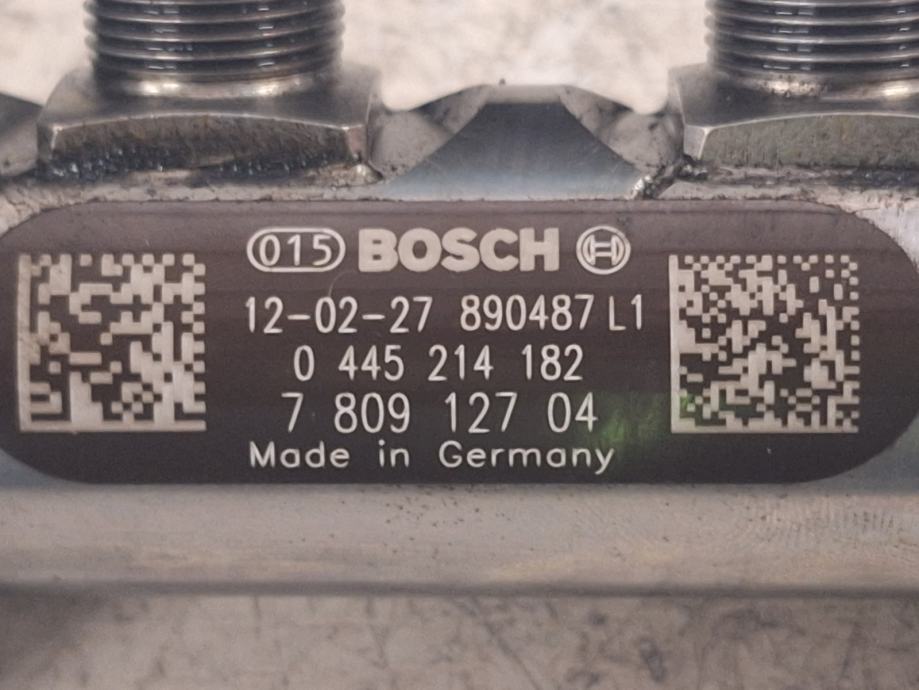 015 BOSCH
12-02-27 890487 L1
0 445 214 182
7 809 127 04
Made in Germany